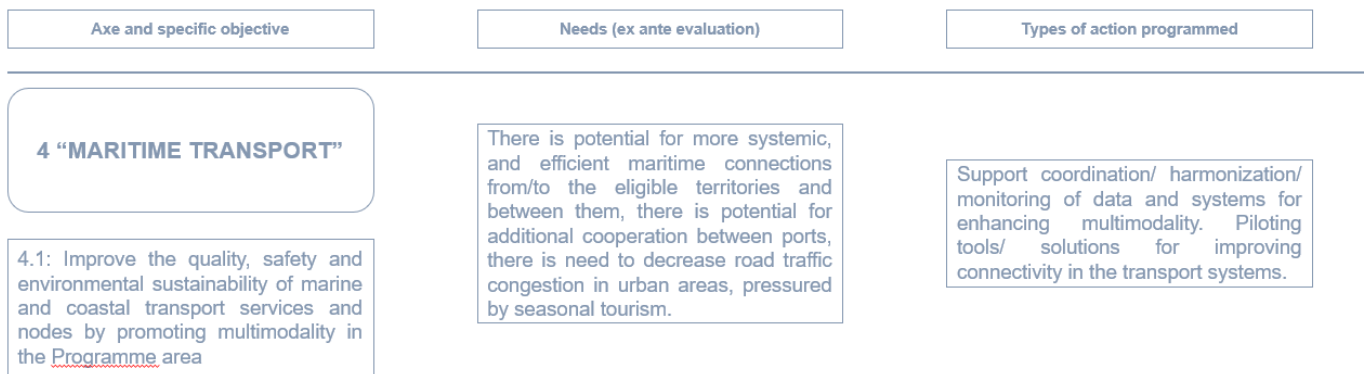 Axe and specific objective
Needs (ex ante evaluation)
Types of action programmed
4 “MARITIME TRANSPORT”
4.1: Improve the quality, safety and
environmental sustainability of marine
and coastal transport services and
nodes by promoting multimodality in
the Programme area
There is potential for more systemic,
and efficient maritime connections
from/to the eligible territories and
between them, there is potential for
additional cooperation between ports,
there is need to decrease road traffic
congestion in urban areas, pressured
by seasonal tourism.
Support coordination/ harmonization/
monitoring of data and systems for
enhancing multimodality. Piloting
tools/ solutions for improving
connectivity in the transport systems.